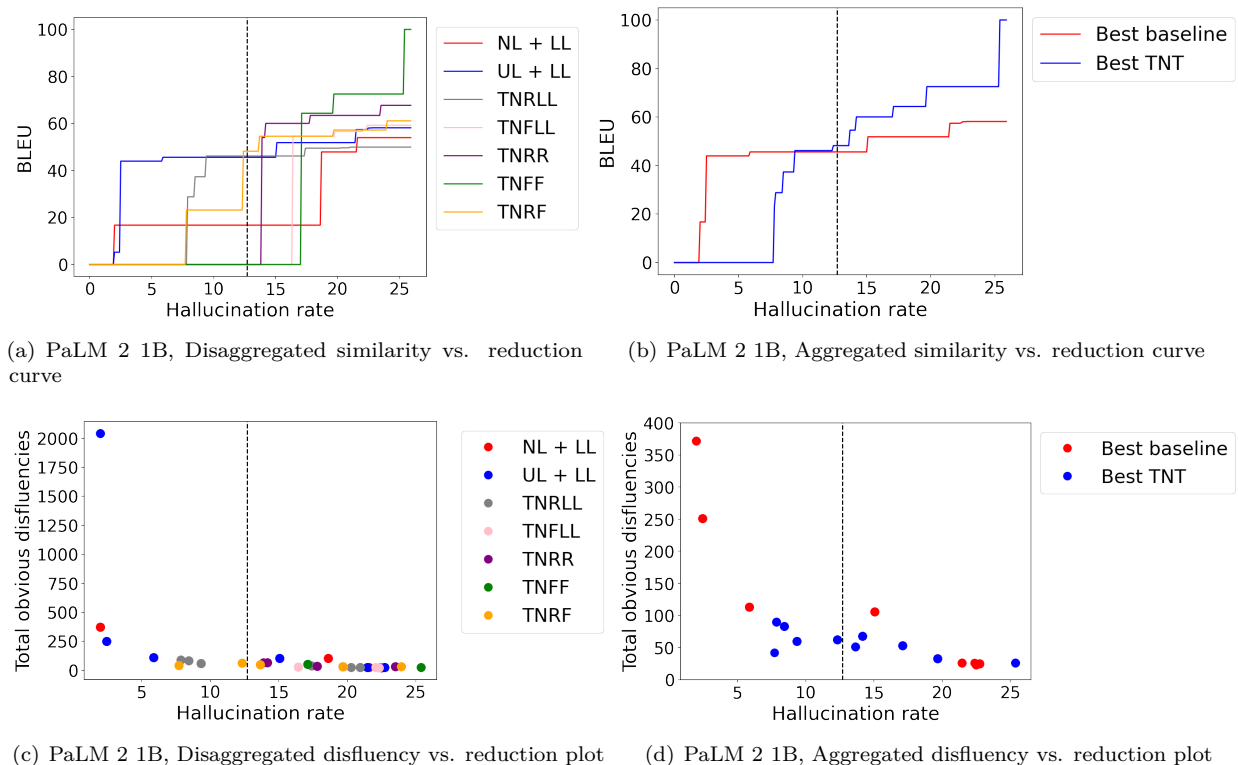 100
80
60
40
20
0
BLEU
0 5 10 15 20 25
Hallucination rate
NL + LL
UL + LL
TNRLL
TNFLL
TNRR
TNFF
TNRF
(a) PaLM 2 1B, Disaggregated similarity vs. reduction
curve
100
80
60
40
20
0
BLEU
0 5 10 15 20 25
Hallucination rate
Best baseline
Best TNT
(b) PaLM 2 1B, Aggregated similarity vs. reduction curve
2000
1750
1500
1250
1000
750
500
250
0
Total obvious disfluencies
5 10 15 20 25
Hallucination rate
NL + LL
UL + LL
TNRLL
TNFLL
TNRR
TNFF
TNRF
(c) PaLM 2 1B, Disaggregated disfluency vs. reduction plot
400
350
300
250
200
150
100
50
0
Total obvious disfluencies
5 10 15 20 25
Hallucination rate
Best baseline
Best TNT
(d) PaLM 2 1B, Aggregated disfluency vs. reduction plot